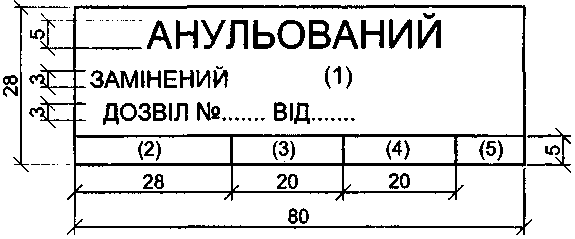 5 АНУЛЬОВАНИЙ
28 3 ЗАМІНЕНИЙ (1)
3 ДОЗВІЛ №....... ВІД.......
(2) (3) (4) (5) 5
28 20 20
80